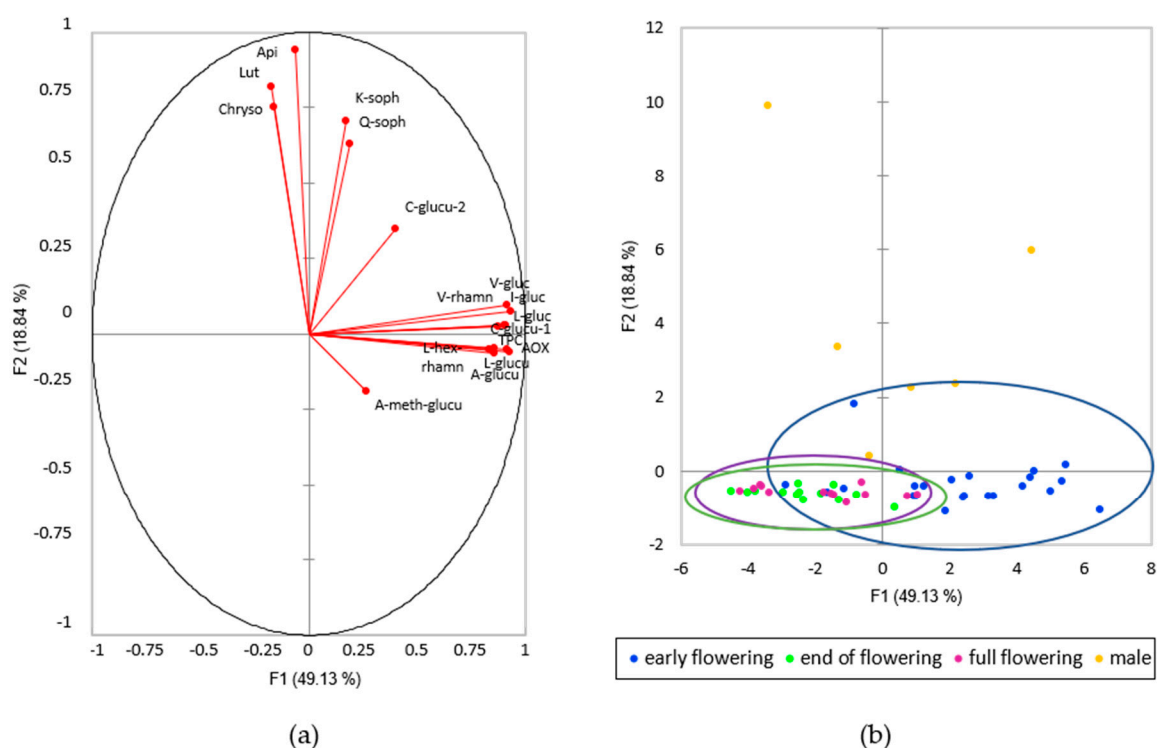 1
0.75
0.5
0.25
0
-0.25
-0.5
-0.75
-1
F2 (18.84 %)
Api
Lut
Chryso
K-soph
Q-soph
C-glucu-2
V-gluc
V-rhamn
I-gluc
L-gluc
C-glucu-1
TPC
L-hex-
rhamn
AOX
L-glucu
A-glucu
A-meth-glucu
-1 -0.75 -0.5 -0.25 0 0.25 0.5 0.75 1
F1 (49.13 %)
(a)
12
10
8
6
4
2
0
-2
F2 (18.84 %)
-6 -4 -2 0 2 4 6 8
F1 (49.13 %)
early flowering end of flowering full flowering male
(b)